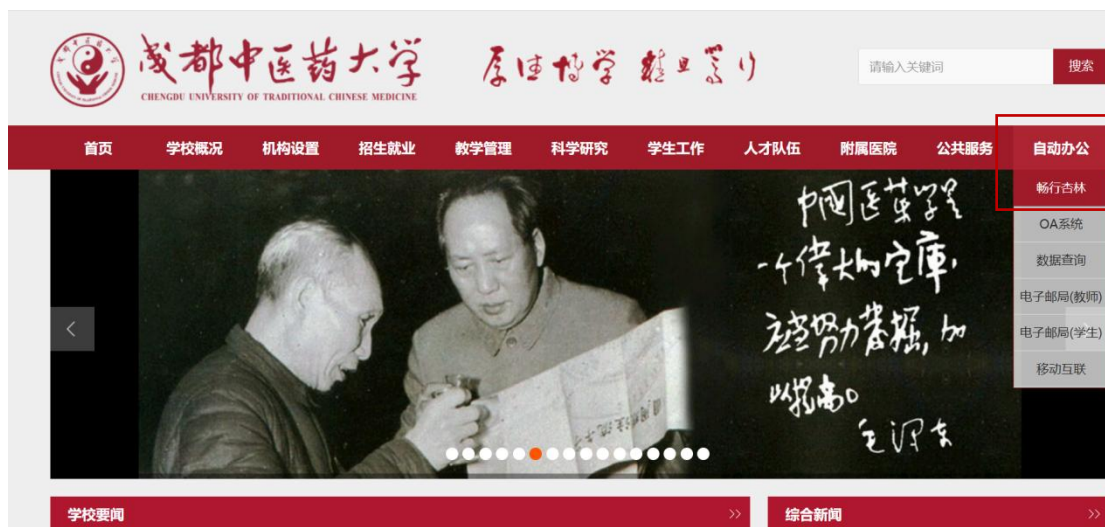 成都中医药大学
CHENGDU UNIVERSITY OF TRADITIONAL CHINESE MEDICINE
厚德博学 精思笃行
请输入关键词
搜索
首页 学校概况 机构设置 招生就业 教学管理 科学研究 学生工作 人才队伍 附属医院 公共服务 自动办公
畅行杏林
OA系统
数据查询
电子邮局(教师)
电子邮局(学生)
移动互联
中国医药学是
一个伟大的宝库,
应当努力发掘,加
以提高。
毛泽东
学校要闻 >>
综合新闻 >>